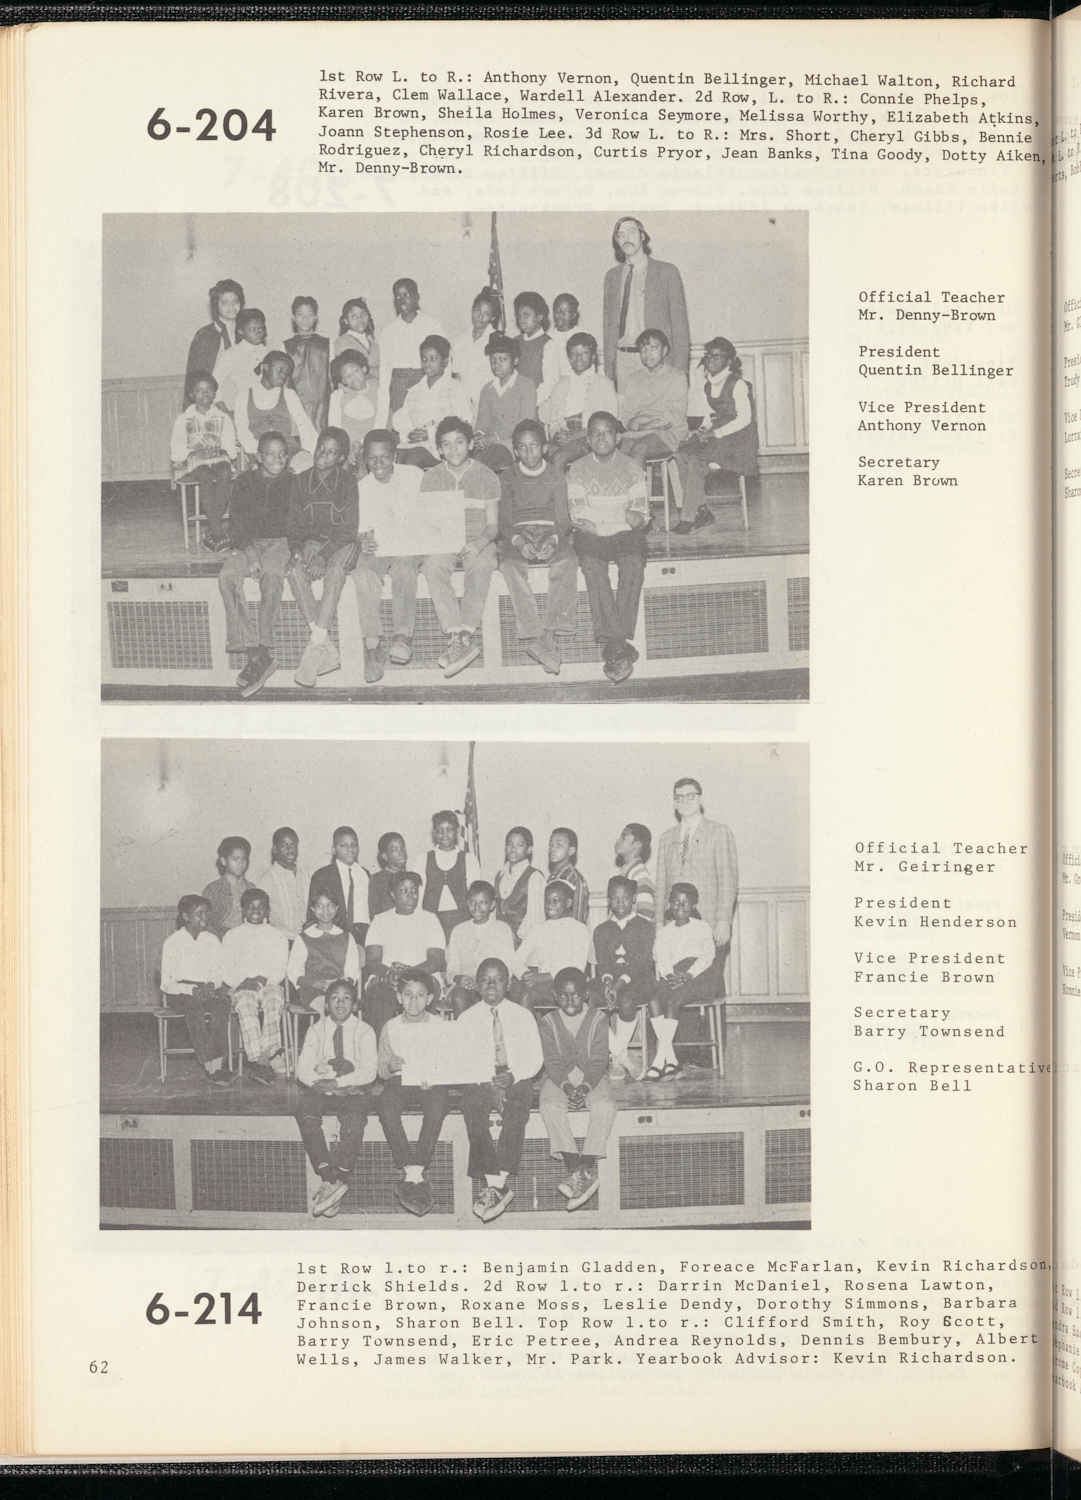 6-204
1st Row L. to R.: Anthony Vernon, Quentin Bellinger, Michael Walton, Richard
Rivera, Clem Wallace, Wardell Alexander. 2d Row, L. to R.: Connie Phelps,
Karen Brown, Sheila Holmes, Veronica Seymore, Melissa Worthy, Elizabeth Atkins,
Joann Stephenson, Rosie Lee. 3d Row L. to R.: Mrs. Short, Cheryl Gibbs, Bennie
Rodriguez, Cheryl Richardson, Curtis Pryor, Jean Banks, Tina Goody, Dotty Aiken,
Mr. Denny-Brown.
Official Teacher
Mr. Denny-Brown
President
Quentin Bellinger
Vice President
Anthony Vernon
Secretary
Karen Brown
Official Teacher
Mr. Geiringer
President
Kevin Henderson
Vice President
Francie Brown
Secretary
Barry Townsend
G.O. Representative
Sharon Bell
6-214
1st Row l.to r.: Benjamin Gladden, Foreace McFarlan, Kevin Richardson,
Derrick Shields. 2d Row l.to r.: Darrin McDaniel, Rosena Lawton,
Francie Brown, Roxane Moss, Leslie Dendy, Dorothy Simmons, Barbara
Johnson, Sharon Bell. Top Row l.to r.: Clifford Smith, Roy Scott,
Barry Townsend, Eric Petree, Andrea Reynolds, Dennis Bembury, Albert
Wells, James Walker, Mr. Park. Yearbook Advisor: Kevin Richardson.
62